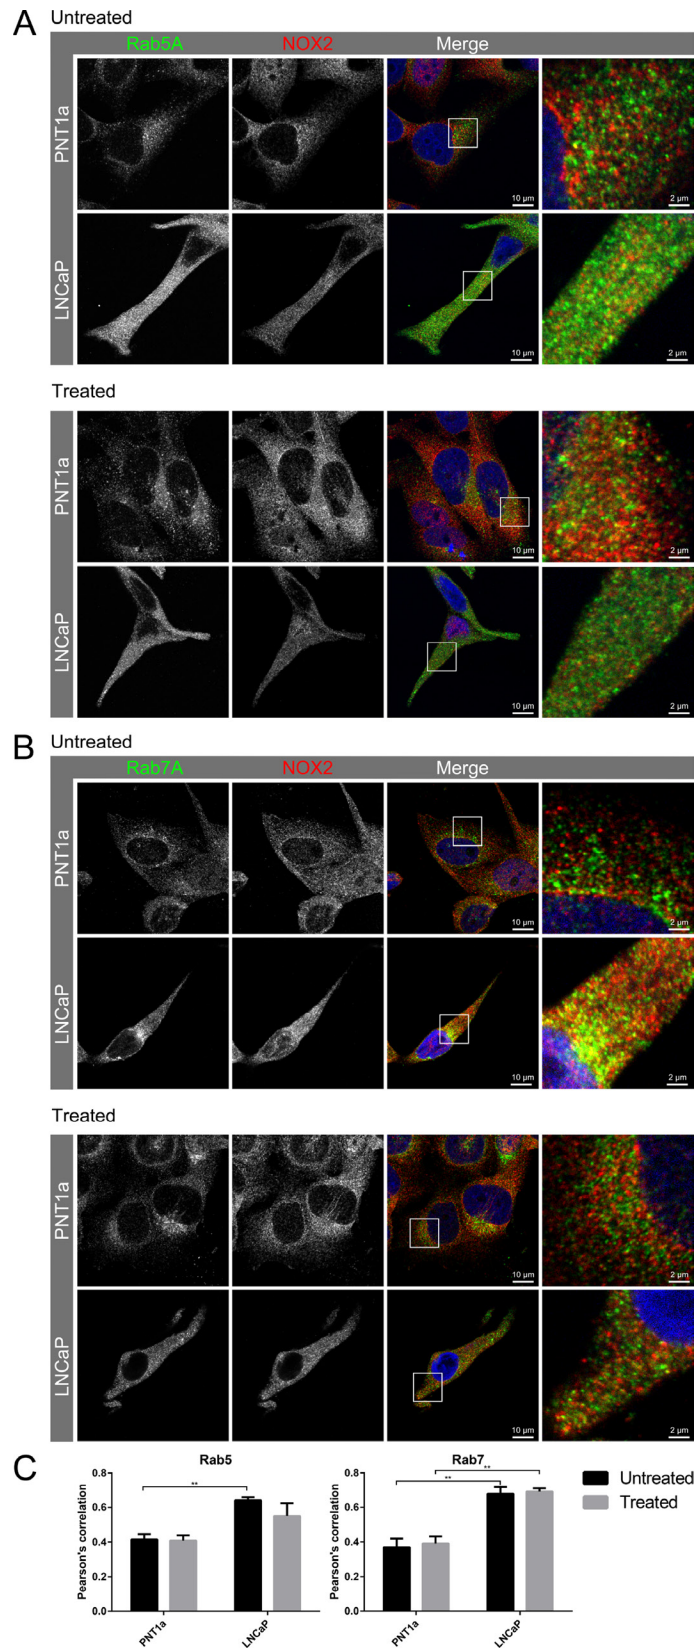 A
Untreated
Rab5A NOX2 Merge
PNT1a
10 µm
2 µm
LNCaP
10 µm
2 µm
Treated
PNT1a
10 µm
2 µm
LNCaP
10 µm
2 µm
B
Untreated
Rab7A NOX2 Merge
PNT1a
10 µm
2 µm
LNCaP
10 µm
2 µm
Treated
PNT1a
10 µm
2 µm
LNCaP
10 µm
2 µm
C
Rab5
Pearson's correlation
0.8
0.6
0.4
0.2
0.0
**
PNT1a
LNCaP
Rab7
Pearson's correlation
0.8
0.6
0.4
0.2
0.0
**
**
PNT1a
LNCaP
Untreated
Treated